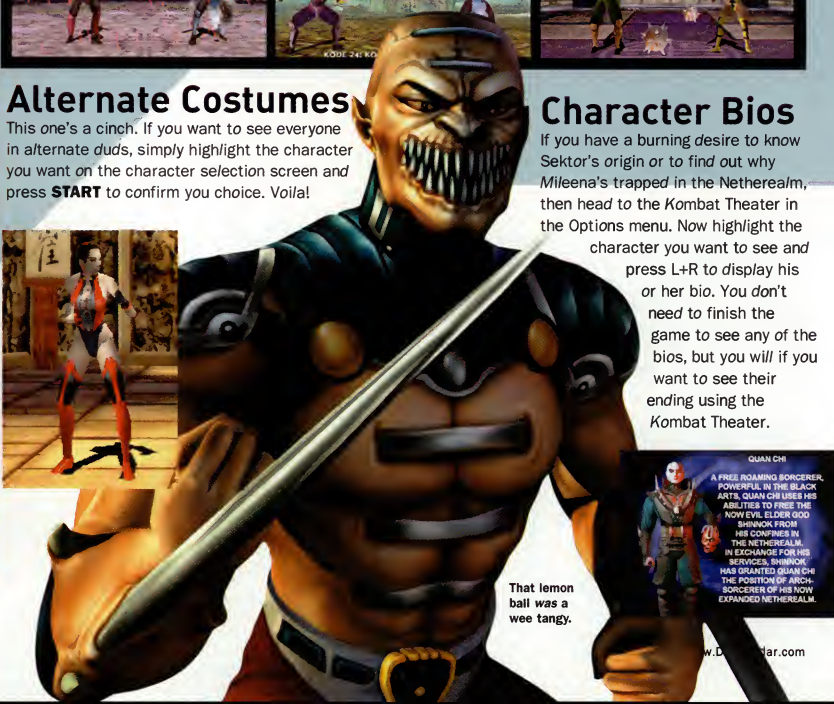 KODE 24: KO
Alternate Costumes
This one's a cinch. If you want to see everyone
in alternate duds, simply highlight the character
you want on the character selection screen and
press START to confirm you choice. Voila!
Character Bios
If you have a burning desire to know
Sektor's origin or to find out why
Mileena's trapped in the Netherealm,
then head to the Kombat Theater in
the Options menu. Now highlight the
character you want to see and
press L+R to display his
or her bio. You don't
need to finish the
game to see any of the
bios, but you will if you
want to see their
ending using the
Kombat Theater.
QUAN CHI
A FREE ROAMING SORCERER,
POWERFUL IN THE BLACK
ARTS, QUAN CHI USES HIS
ABILITIES TO FREE THE
NOW EVIL ELDER GOD
SHINNOK FROM
HIS CONFINES IN
THE NETHEREALM.
IN EXCHANGE FOR HIS
SERVICES, SHINNOK
HAS GRANTED QUAN CHI
THE POSITION OF ARCH-
SORCERER OF HIS NOW
EXPANDED NETHEREALM.
That lemon
ball was a
wee tangy.
w.D dar.com